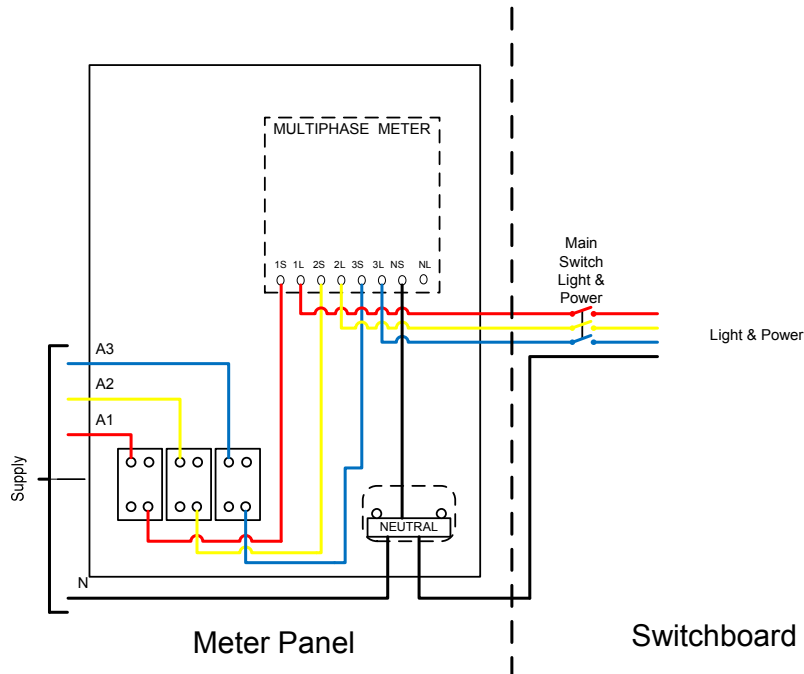 MULTIPHASE METER
1S 1L 2S 2L 3S 3L NS NL
Main
Switch
Light &
Power
Light & Power
A3
A2
A1
Supply
NEUTRAL
N
Meter Panel
Switchboard